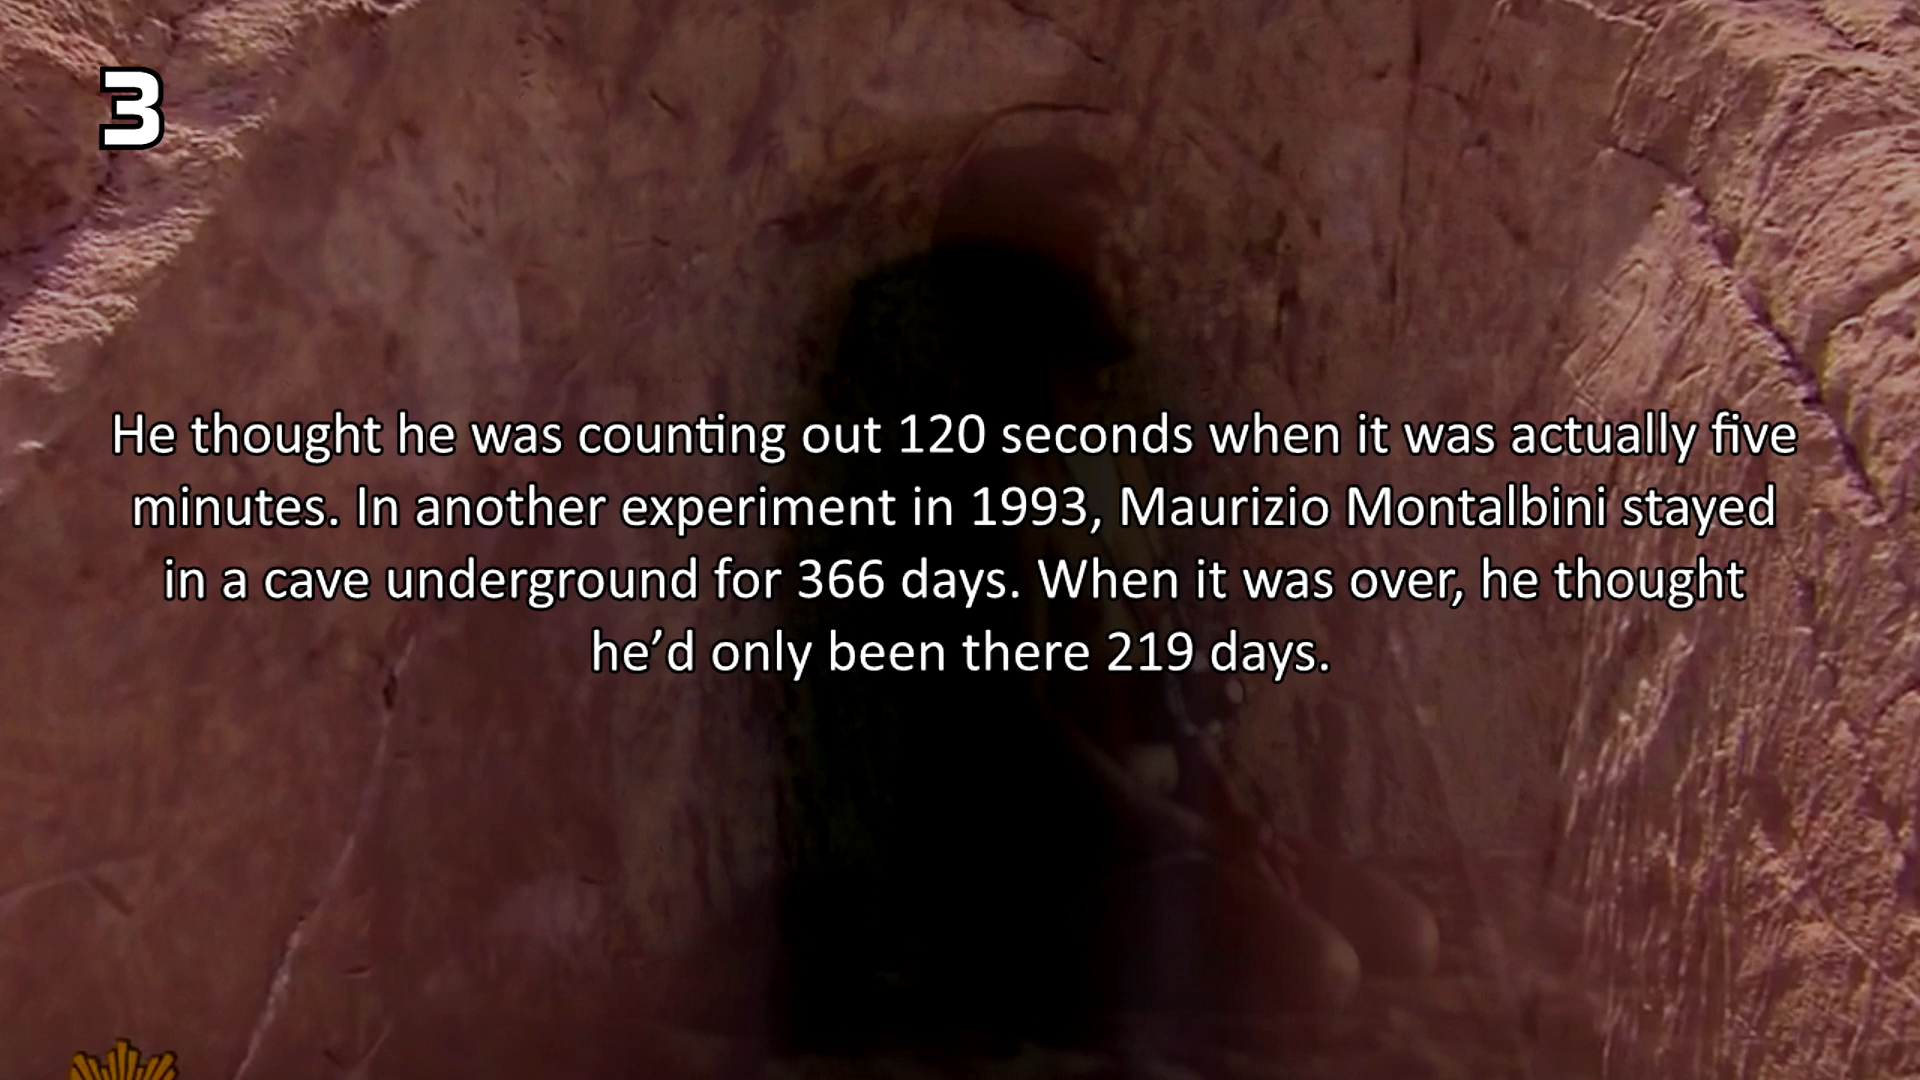 3
He thought he was counting out 120 seconds when it was actually five
minutes. In another experiment in 1993, Maurizio Montalbini stayed
in a cave underground for 366 days. When it was over, he thought
he’d only been there 219 days.